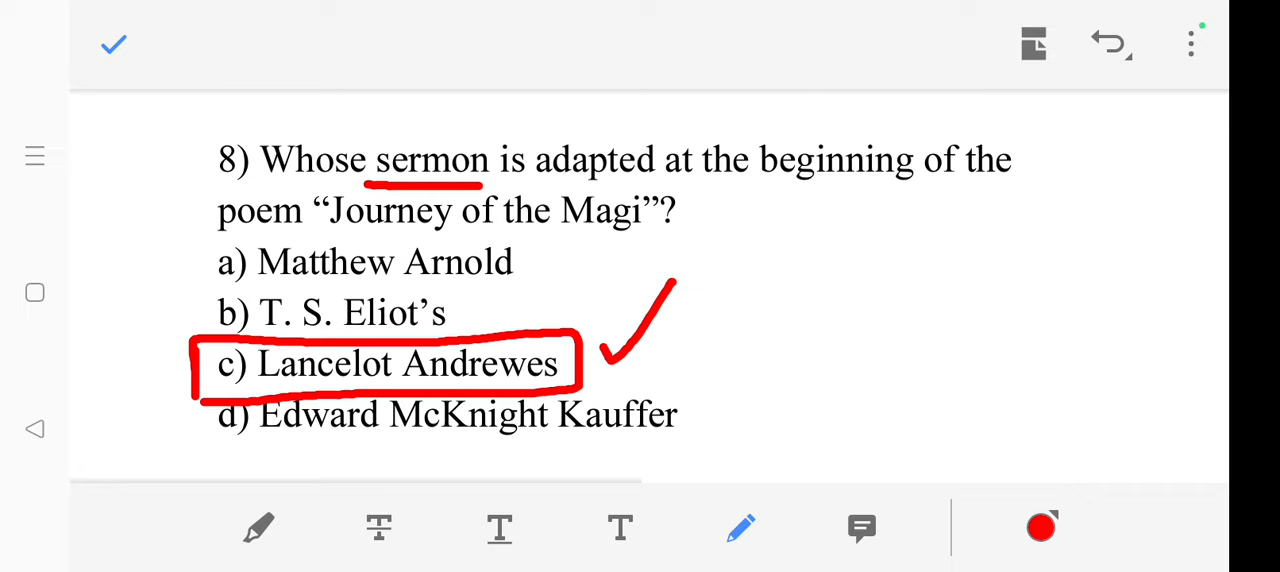 8) Whose sermon is adapted at the beginning of the
poem “Journey of the Magi”?
a) Matthew Arnold
b) T. S. Eliot’s
c) Lancelot Andrewes
d) Edward McKnight Kauffer
T T T